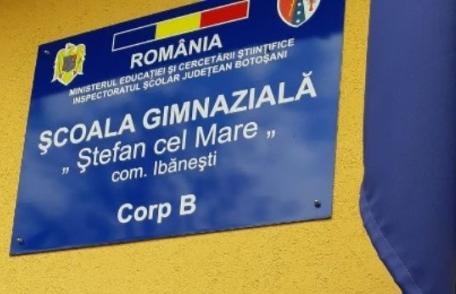 ROMÂNIA
MINISTERUL EDUCAȚIEI ȘI CERCETĂRII ȘTIINȚIFICE
INSPECTORATUL ȘCOLAR JUDEȚEAN BOTOȘANI
ȘCOALA GIMNAZIALĂ
„ Ștefan cel Mare „
com. Ibănești
Corp B